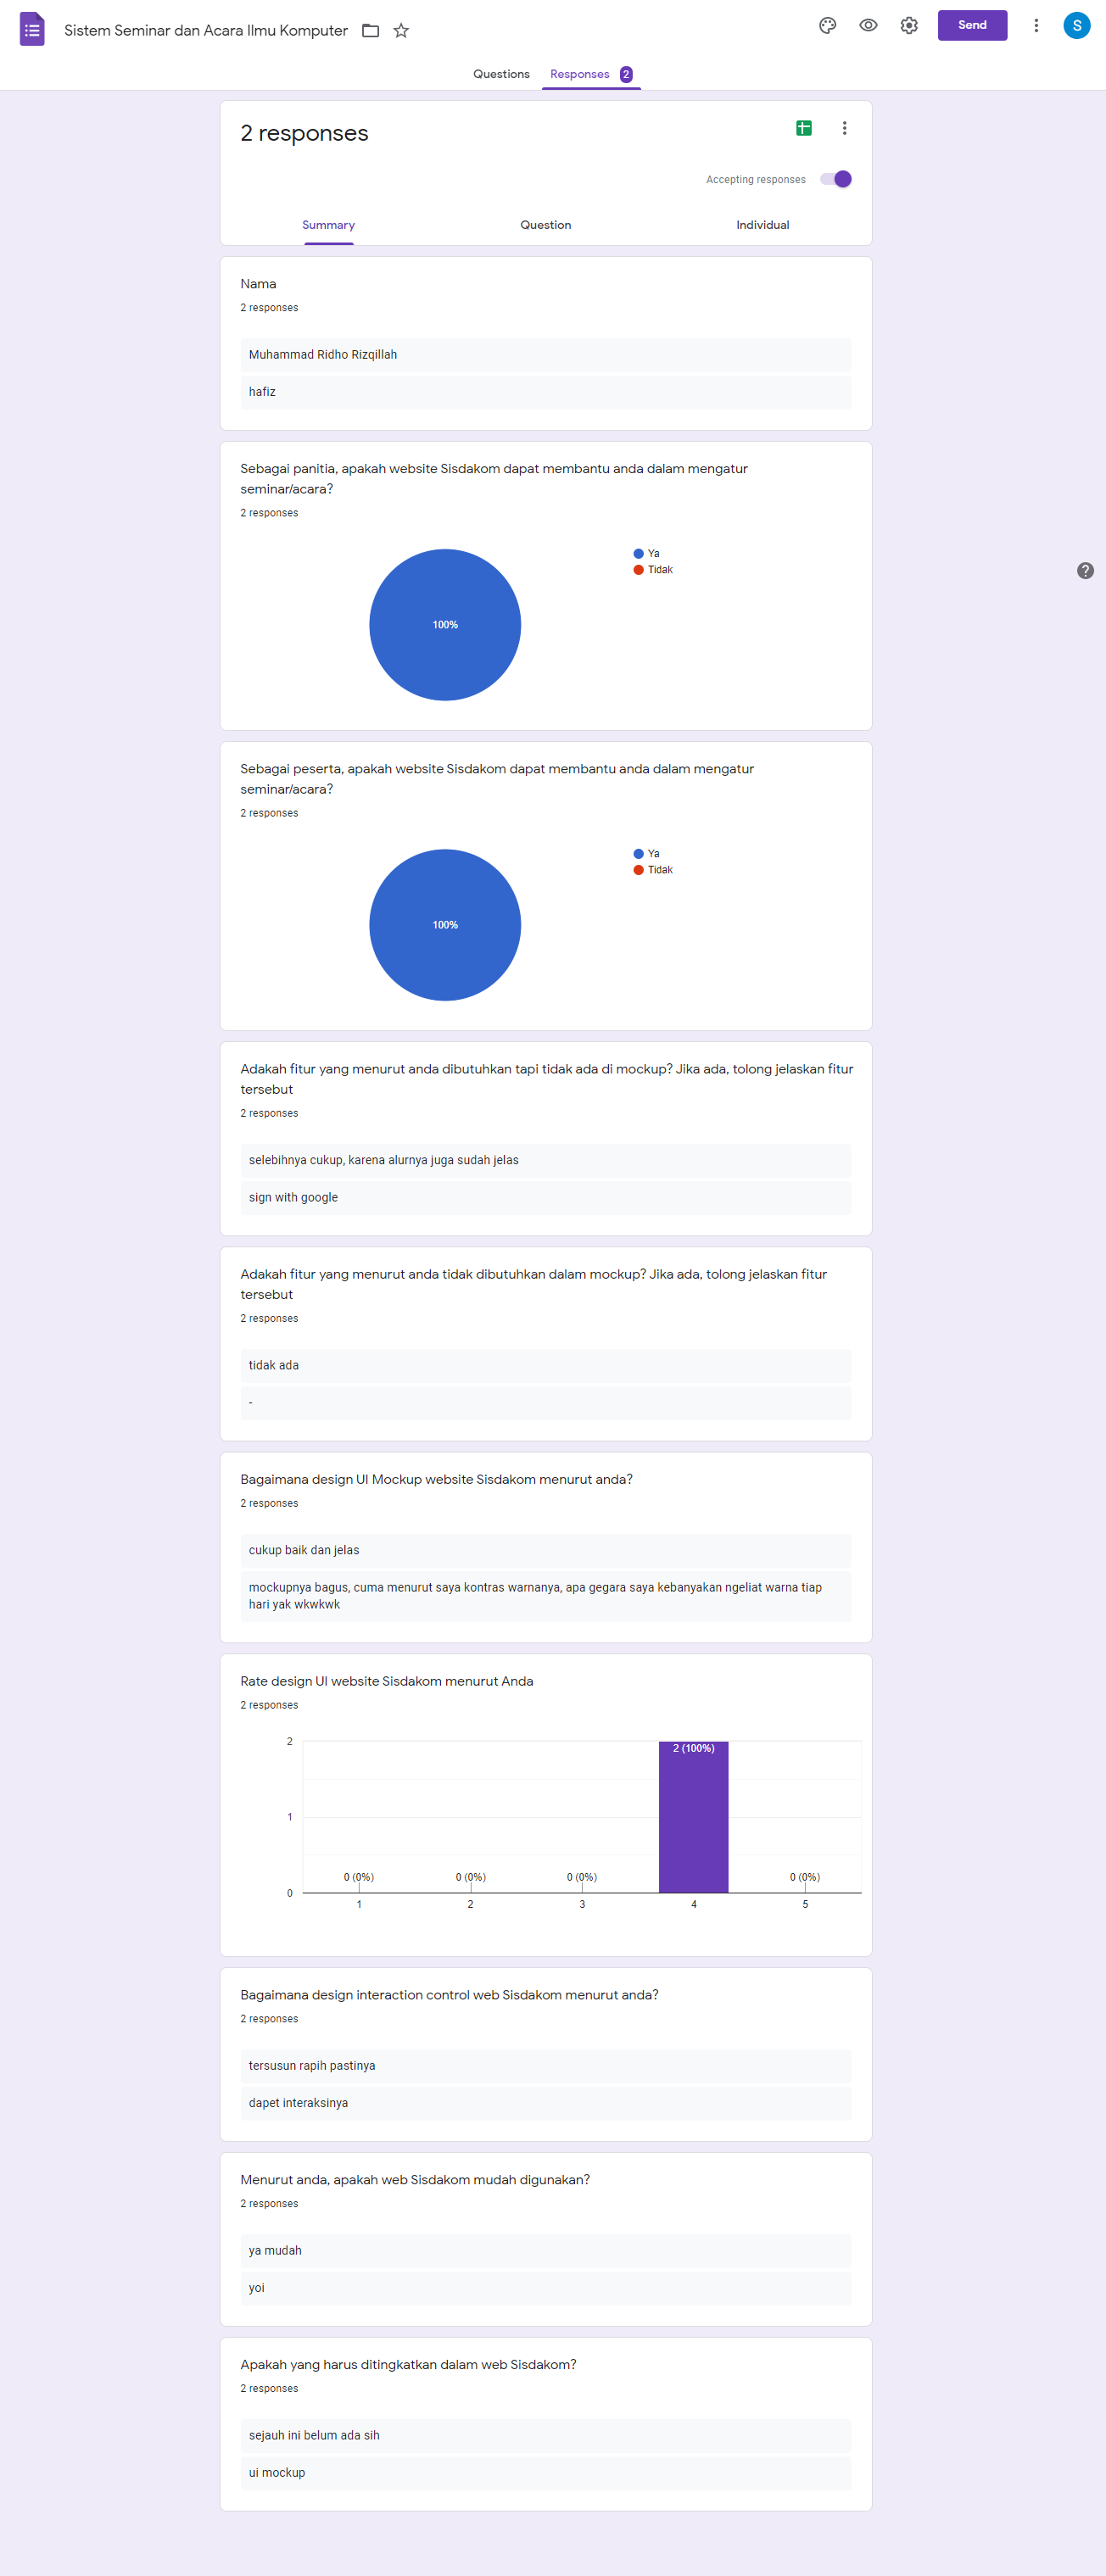 Sistem Seminar dan Acara Ilmu Komputer
Send
S
Questions
Responses 2
2 responses
Accepting responses
Summary
Question
Individual
Nama
2 responses
Muhammad Ridho Rizqillah
hafiz
Sebagai panitia, apakah website Sisdakom dapat membantu anda dalam mengatur
seminar/acara?
2 responses
Ya
Tidak
100%
Sebagai peserta, apakah website Sisdakom dapat membantu anda dalam mengatur
seminar/acara?
2 responses
Ya
Tidak
100%
Adakah fitur yang menurut anda dibutuhkan tapi tidak ada di mockup? Jika ada, tolong jelaskan fitur
tersebut
2 responses
selebihnya cukup, karena alurnya juga sudah jelas
sign with google
Adakah fitur yang menurut anda tidak dibutuhkan dalam mockup? Jika ada, tolong jelaskan fitur
tersebut
2 responses
tidak ada
-
Bagaimana design UI Mockup website Sisdakom menurut anda?
2 responses
cukup baik dan jelas
mockupnya bagus, cuma menurut saya kontras warnanya, apa gegara saya kebanyakan ngeliat warna tiap
hari yak wkwkwk
Rate design UI website Sisdakom menurut Anda
2 responses
2
2 (100%)
1
0 (0%) 0 (0%) 0 (0%) 0 (0%)
0
1 2 3 4 5
Bagaimana design interaction control web Sisdakom menurut anda?
2 responses
tersusun rapih pastinya
dapet interaksinya
Menurut anda, apakah web Sisdakom mudah digunakan?
2 responses
ya mudah
yoi
Apakah yang harus ditingkatkan dalam web Sisdakom?
2 responses
sejauh ini belum ada sih
ui mockup